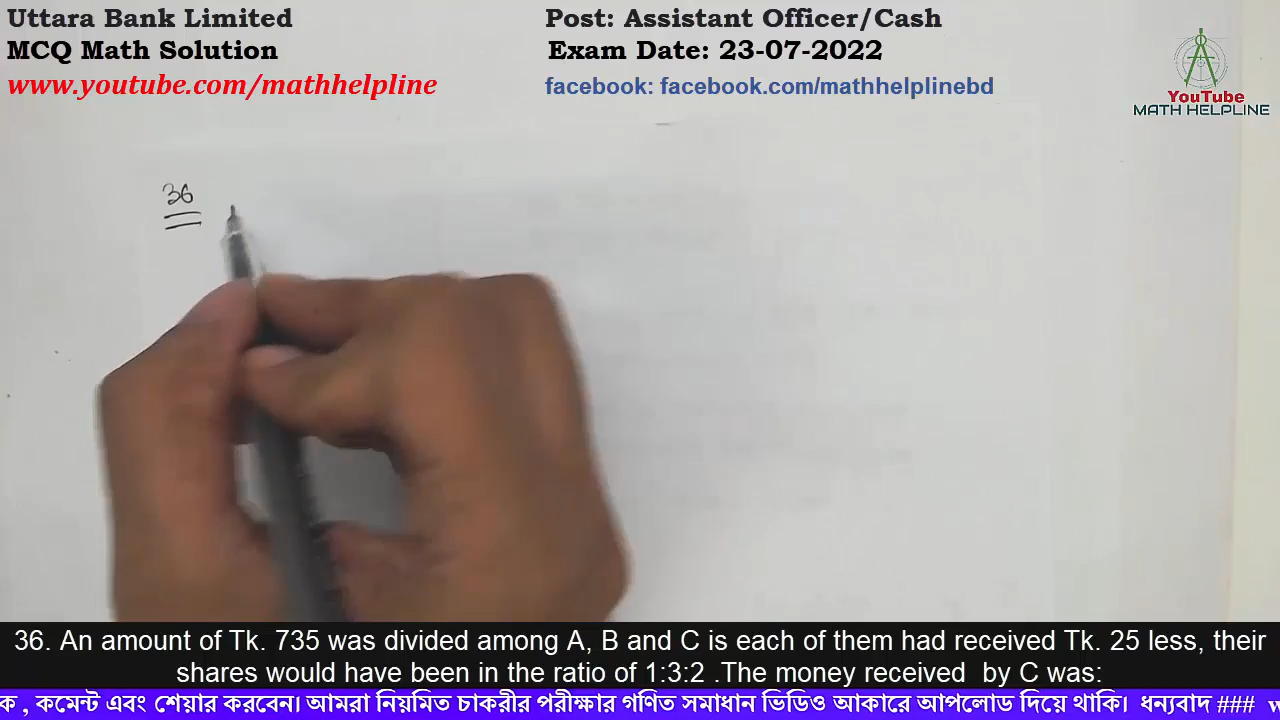 Uttara Bank Limited
Post: Assistant Officer/Cash
MCQ Math Solution
Exam Date: 23-07-2022
www.youtube.com/mathhelpline
facebook: facebook.com/mathhelplinebd
YouTube
MATH HELPLINE
36
36. An amount of Tk. 735 was divided among A, B and C is each of them had received Tk. 25 less, their
shares would have been in the ratio of 1:3:2 .The money received by C was:
ক , কমেন্ট এবং শেয়ার করবেন। আমরা নিয়মিত চাকরীর পরীক্ষার গণিত সমাধান ভিডিও আকারে আপলোড দিয়ে থাকি। ধন্যবাদ ###